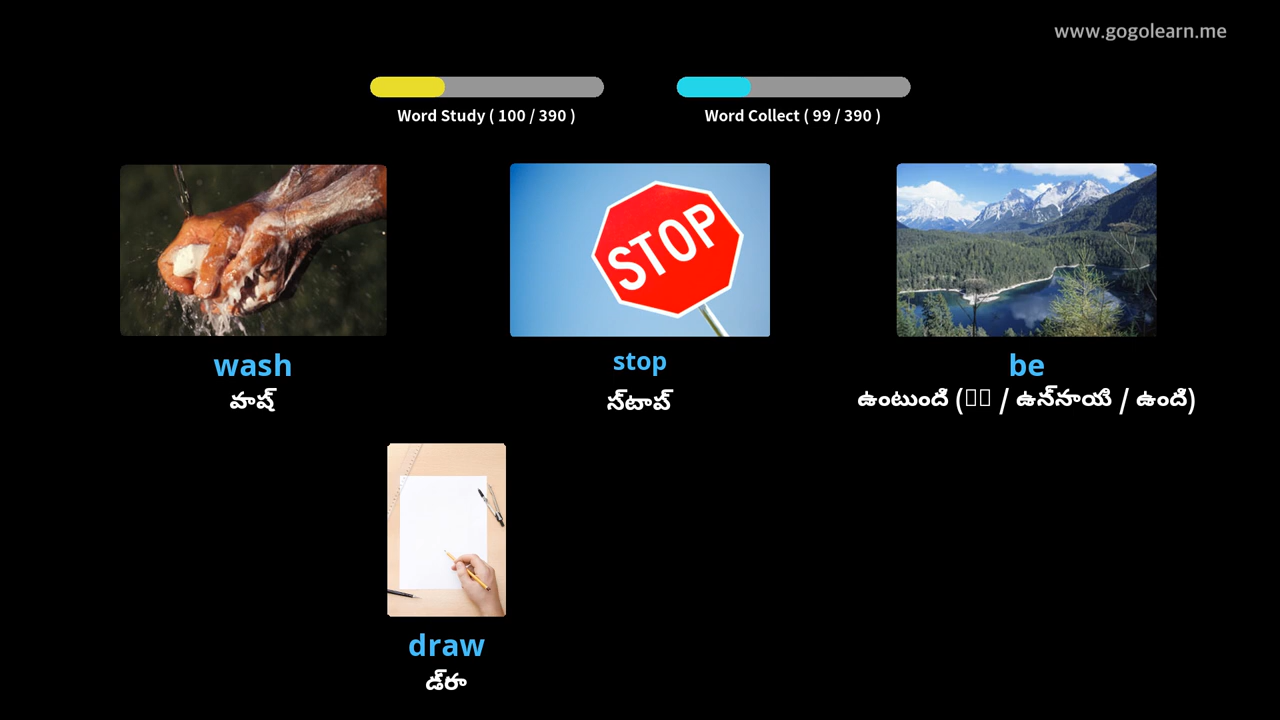 www.gogolearn.me
Word Study ( 100 / 390 )
Word Collect ( 99 / 390 )
STOP
wash
stop
be
వాష్
స్‌టాప్
ఉంటుంది (▯▯ / ఉన్‌నాయి / ఉంది)
draw
డ్‌రా